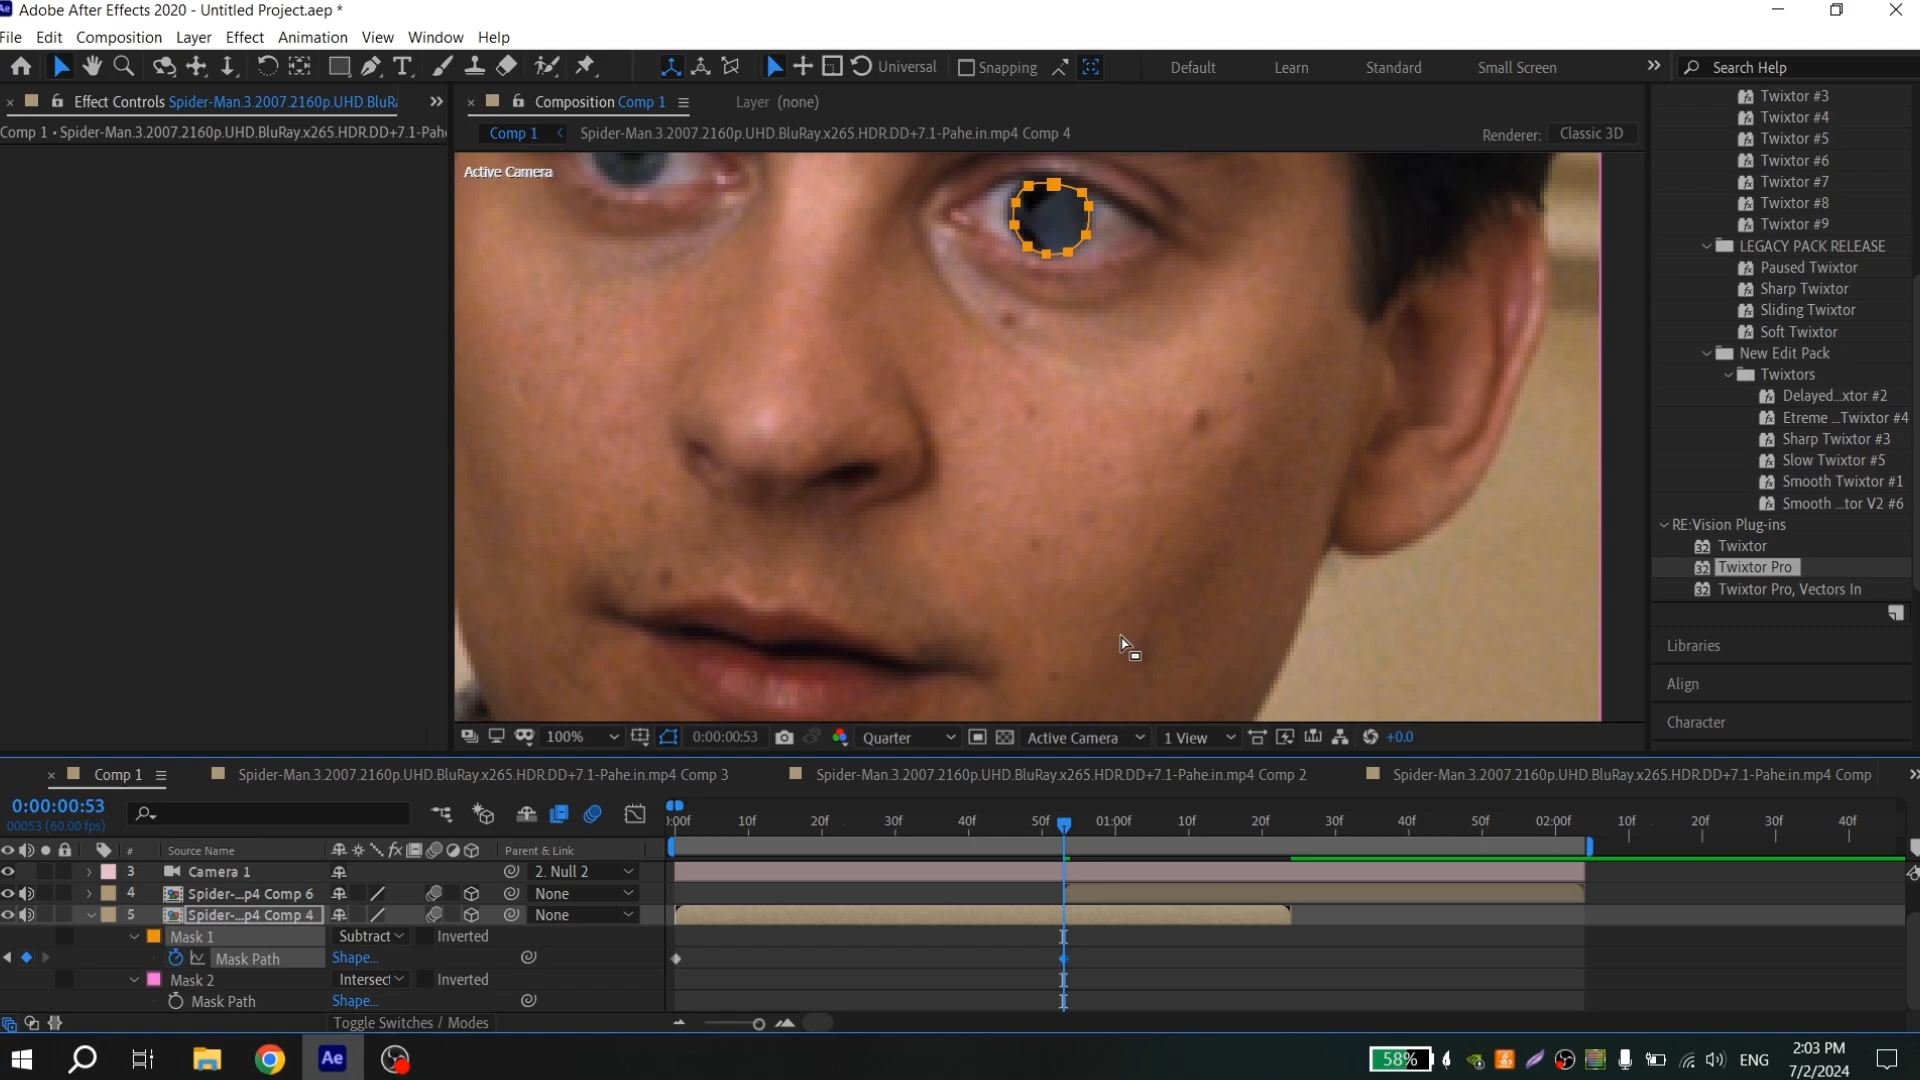 Ae Adobe After Effects 2020 - Untitled Project.aep *
File Edit Composition Layer Effect Animation View Window Help
Universal Snapping Default Learn Standard Small Screen Search Help
Effect Controls Spider-Man.3.2007.2160p.UHD.BluRa
Composition Comp 1
Layer (none)
Comp 1 • Spider-Man.3.2007.2160p.UHD.BluRay.x265.HDR.DD+7.1-Pahe
Comp 1 Spider-Man.3.2007.2160p.UHD.BluRay.x265.HDR.DD+7.1-Pahe.in.mp4 Comp 4
Renderer: Classic 3D
Active Camera
Twixtor #3
Twixtor #4
Twixtor #5
Twixtor #6
Twixtor #7
Twixtor #8
Twixtor #9
LEGACY PACK RELEASE
Paused Twixtor
Sharp Twixtor
Sliding Twixtor
Soft Twixtor
New Edit Pack
Twixtors
Delayed...xtor #2
Etreme ...Twixtor #4
Sharp Twixtor #3
Slow Twixtor #5
Smooth Twixtor #1
Smooth ...tor V2 #6
RE:Vision Plug-ins
32 Twixtor
32 Twixtor Pro
32 Twixtor Pro, Vectors In
Libraries
Align
Character
100% 0:00:00:53 Quarter Active Camera 1 View +0.0
Comp 1
Spider-Man.3.2007.2160p.UHD.BluRay.x265.HDR.DD+7.1-Pahe.in.mp4 Comp 3
Spider-Man.3.2007.2160p.UHD.BluRay.x265.HDR.DD+7.1-Pahe.in.mp4 Comp 2
Spider-Man.3.2007.2160p.UHD.BluRay.x265.HDR.DD+7.1-Pahe.in.mp4 Comp
0:00:00:53
00053 (60.00 fps)
):00f 10f 20f 30f 40f 50f 01:00f 10f 20f 30f 40f 50f 02:00f 10f 20f 30f 40f
# Source Name fx Parent & Link
3 Camera 1 2. Null 2
4 Spider-...p4 Comp 6 None
5 Spider-...p4 Comp 4 None
Mask 1 Subtract Inverted
Mask Path Shape...
Mask 2 Intersect Inverted
Mask Path Shape...
Toggle Switches / Modes
Ae
58%
ENG
2:03 PM
7/2/2024